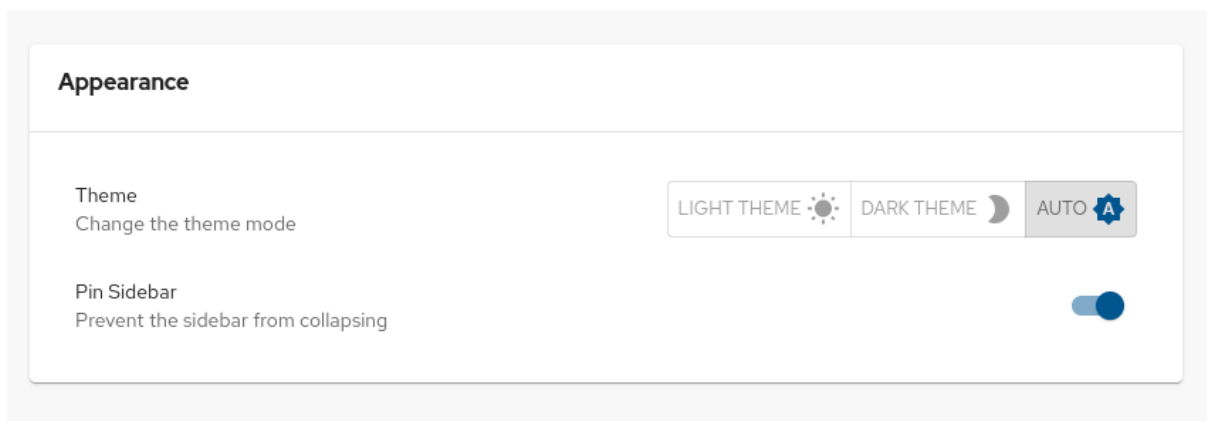 Appearance
Theme
Change the theme mode
LIGHT THEME DARK THEME AUTO A
Pin Sidebar
Prevent the sidebar from collapsing